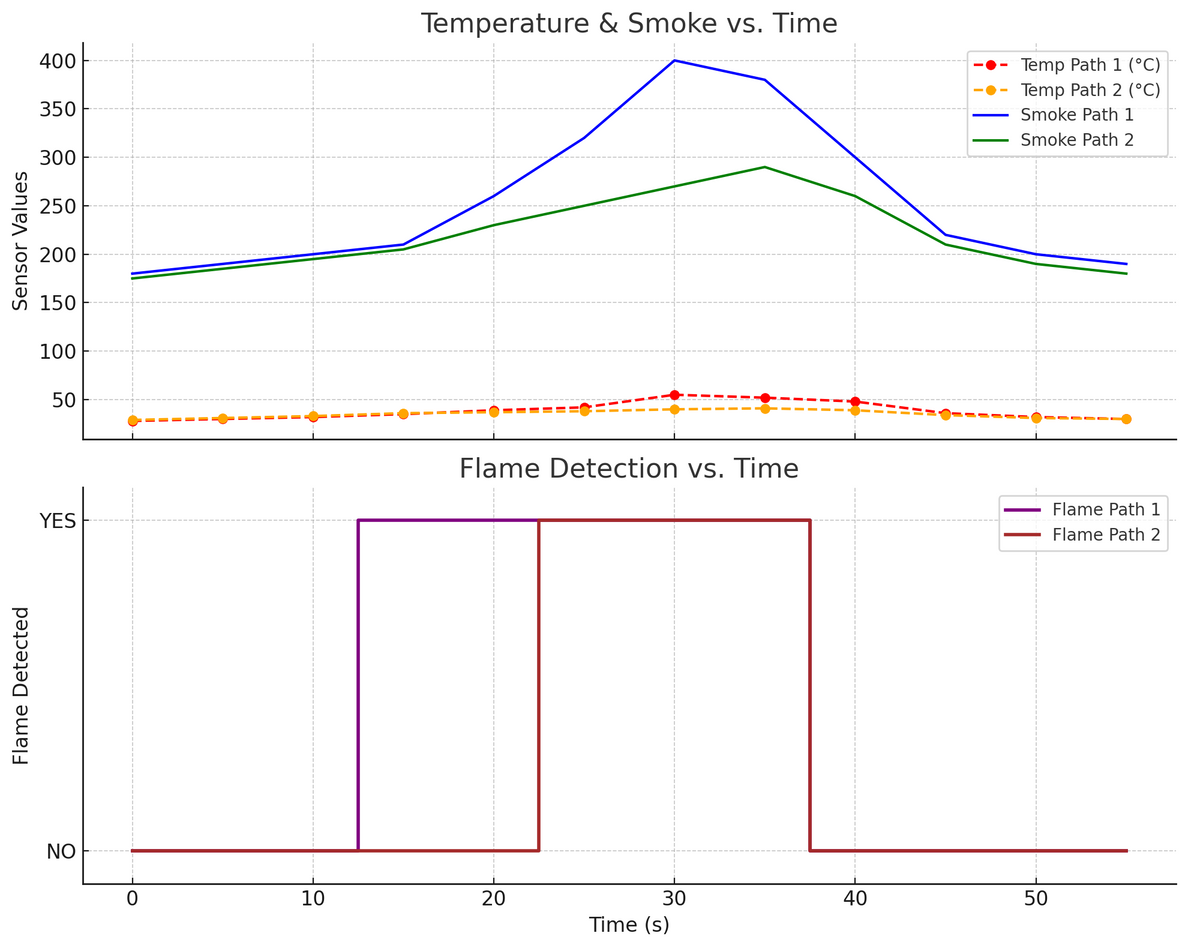 Temperature & Smoke vs. Time
400
350
300
250
200
150
100
50
Sensor Values
Temp Path 1 (°C)
Temp Path 2 (°C)
Smoke Path 1
Smoke Path 2
Flame Detection vs. Time
YES
NO
Flame Detected
Flame Path 1
Flame Path 2
0 10 20 30 40 50
Time (s)